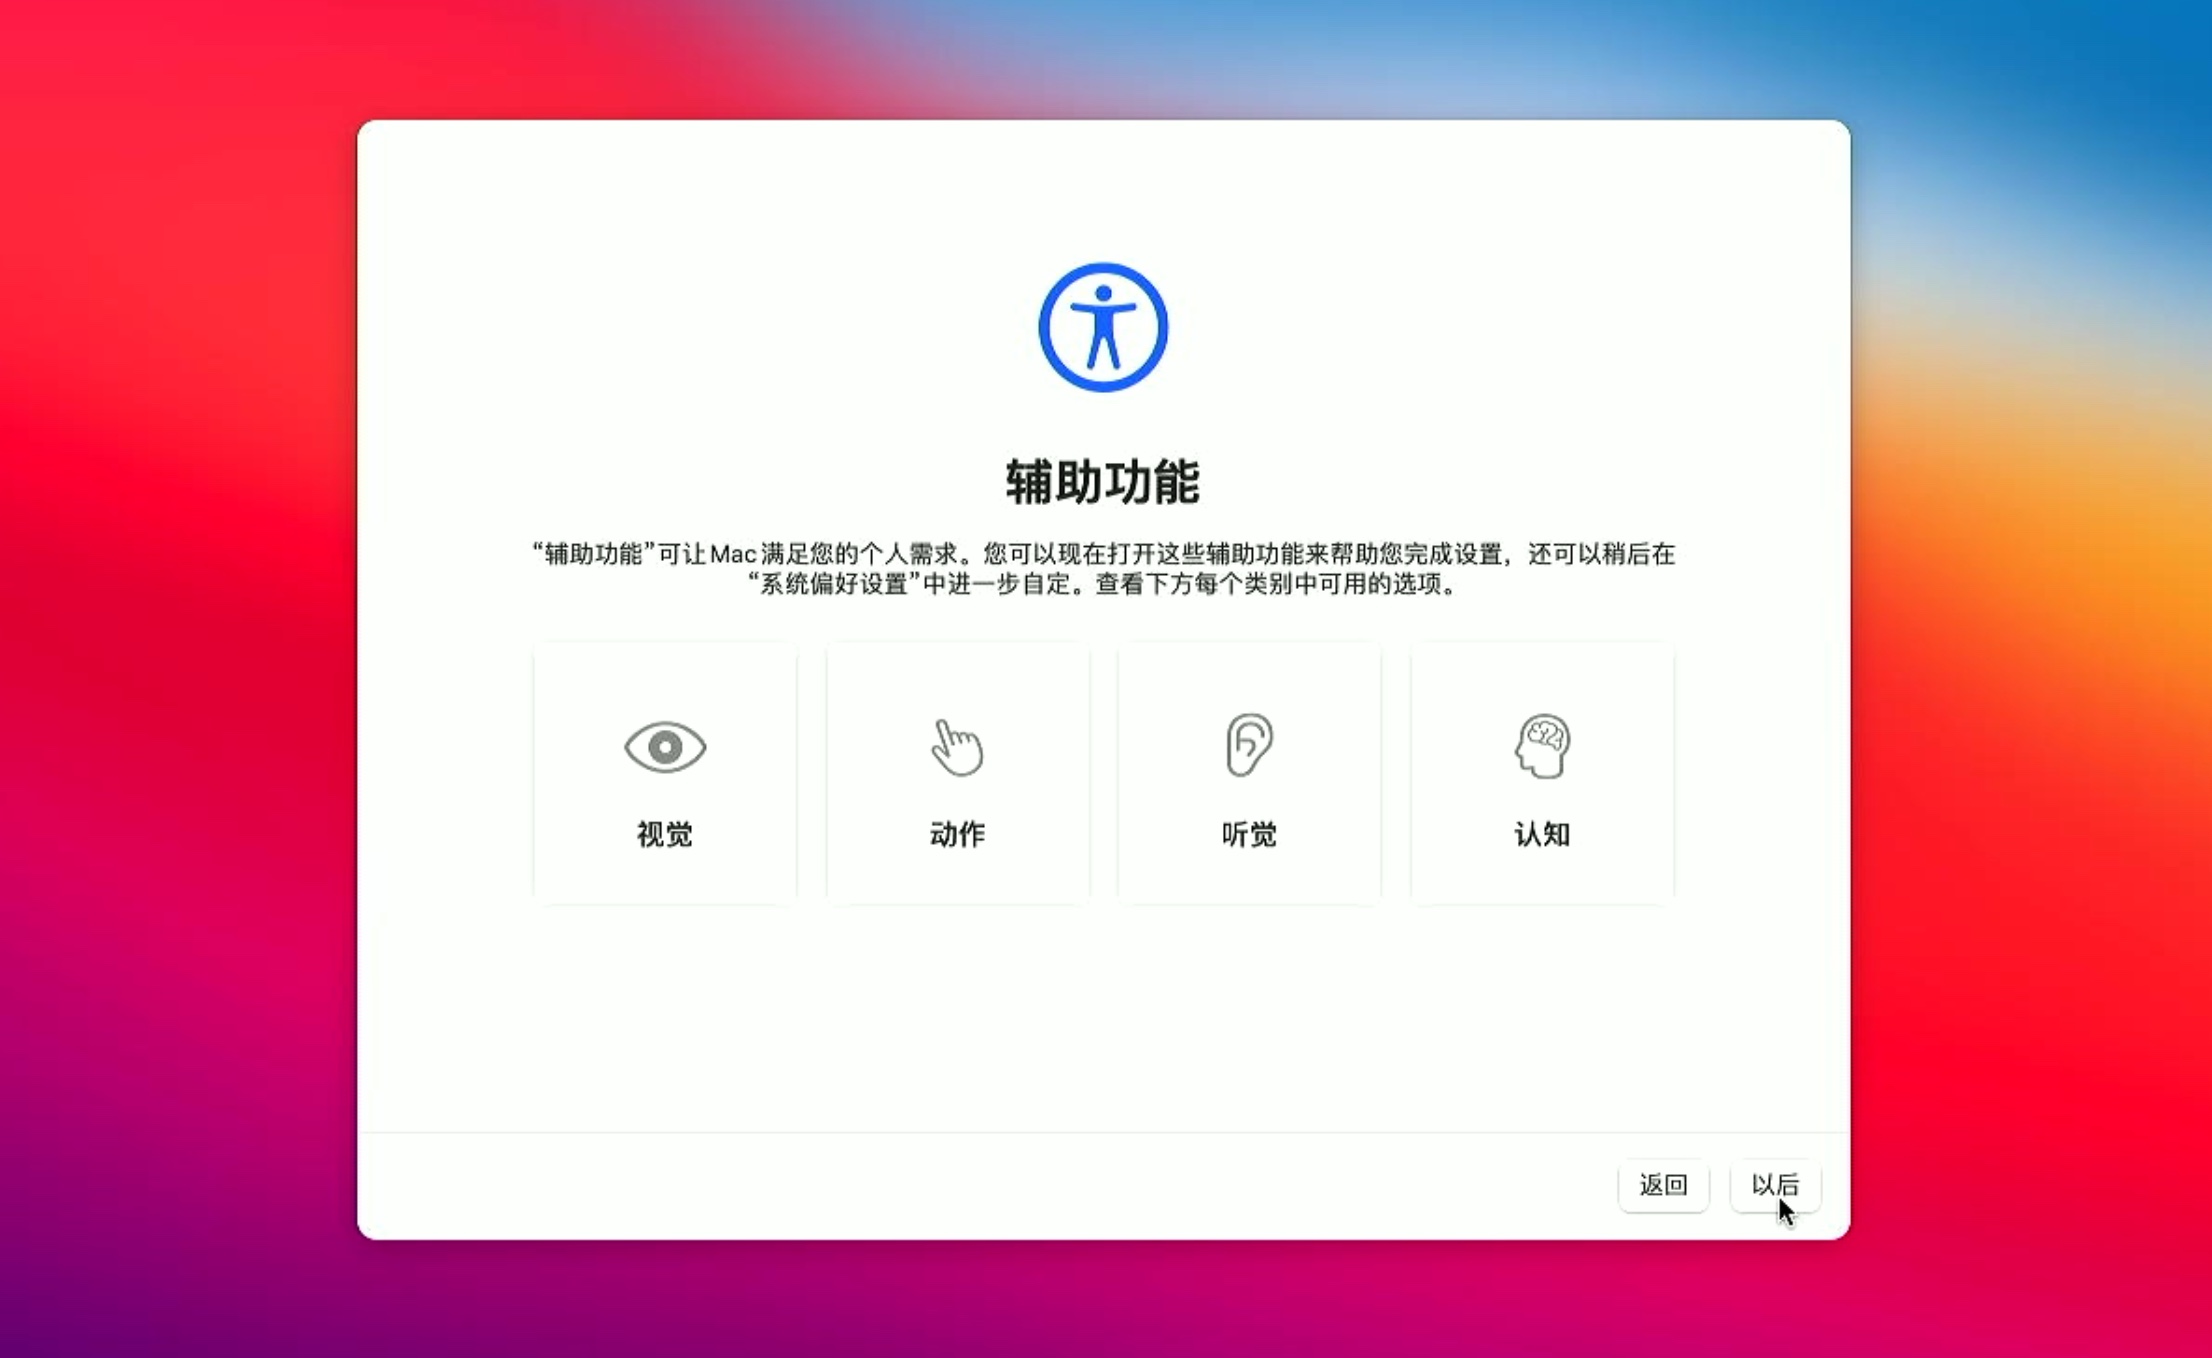 辅助功能
“辅助功能”可让 Mac 满足您的个人需求。您可以现在打开这些辅助功能来帮助您完成设置，还可以稍后在
“系统偏好设置”中进一步自定。查看下方每个类别中可用的选项。
视觉
动作
听觉
认知
返回
以后